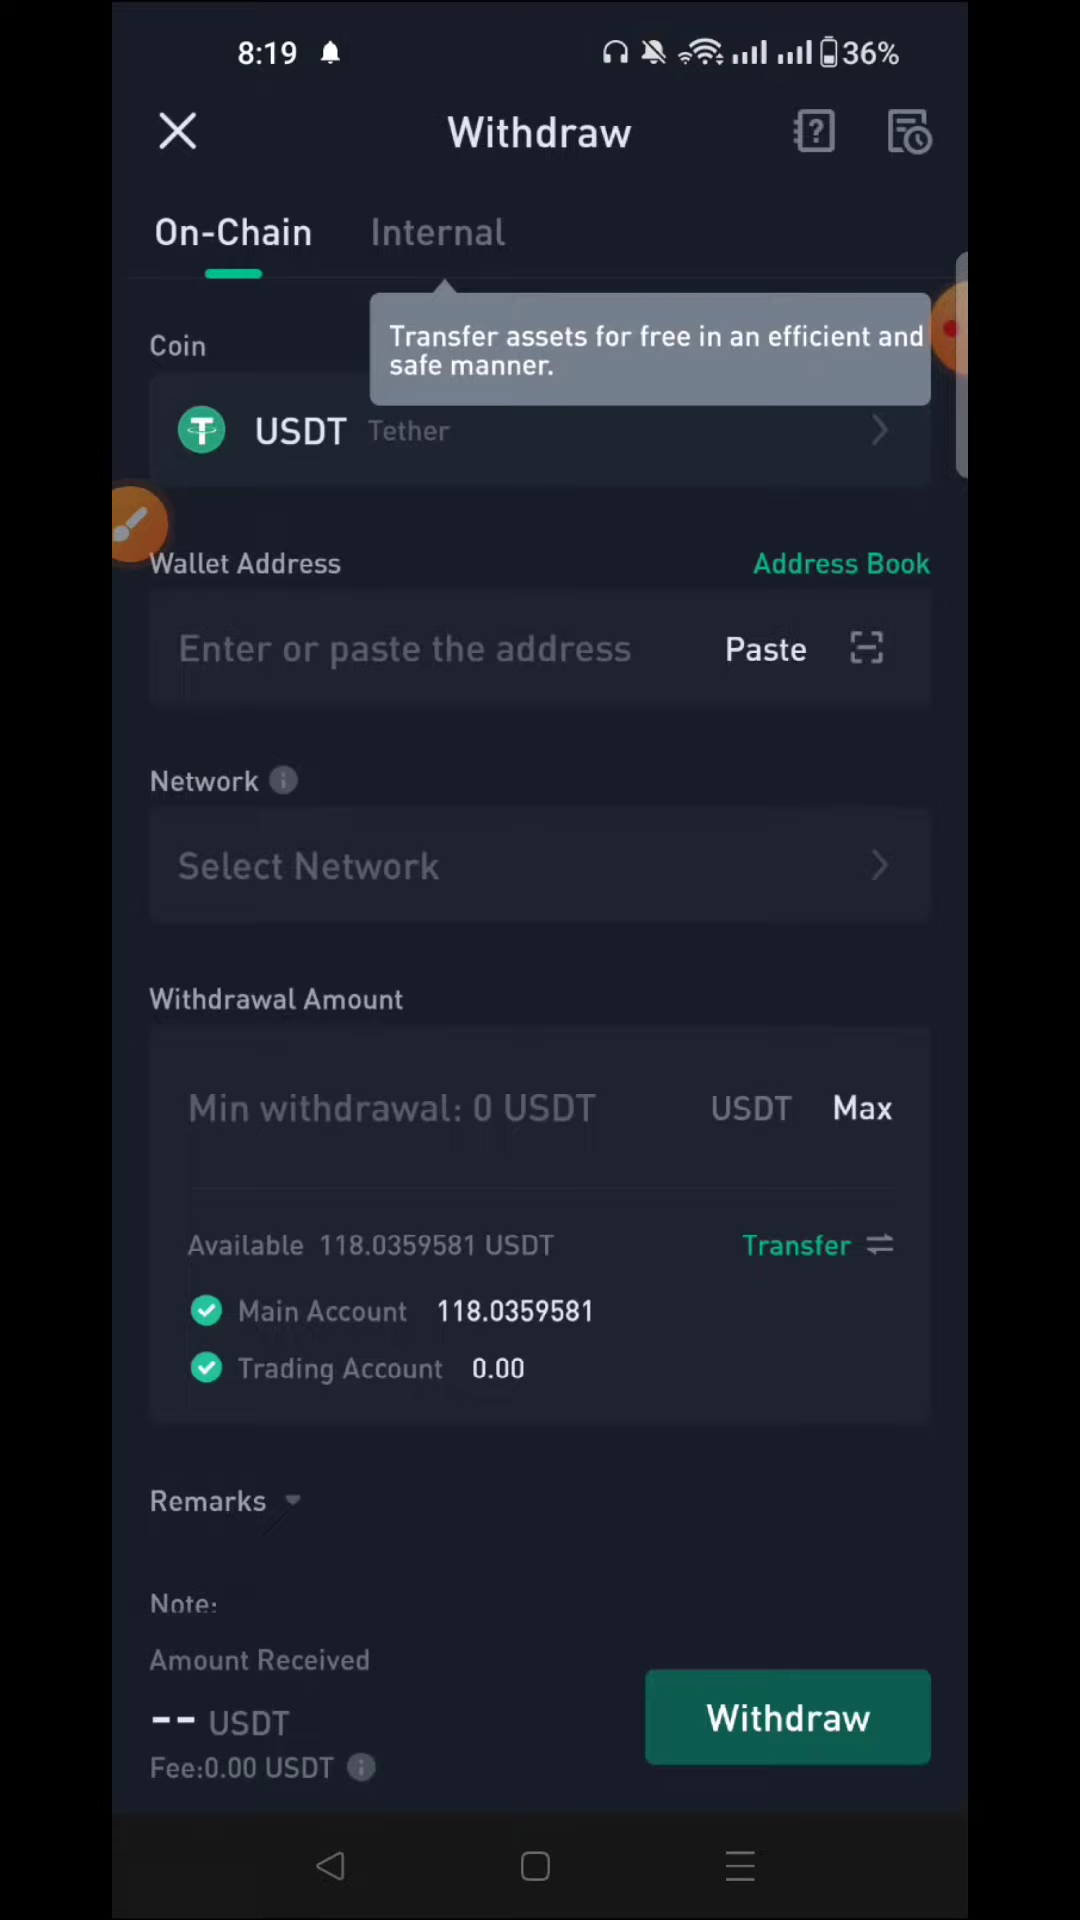 8:19
36%
Withdraw
On-Chain Internal
Transfer assets for free in an efficient and
safe manner.
Coin
USDT Tether
Wallet Address Address Book
Enter or paste the address Paste
Network
Select Network
Withdrawal Amount
Min withdrawal: 0 USDT USDT Max
Available 118.0359581 USDT Transfer
Main Account 118.0359581
Trading Account 0.00
Remarks
Note:
Amount Received
-- USDT
Fee:0.00 USDT
Withdraw